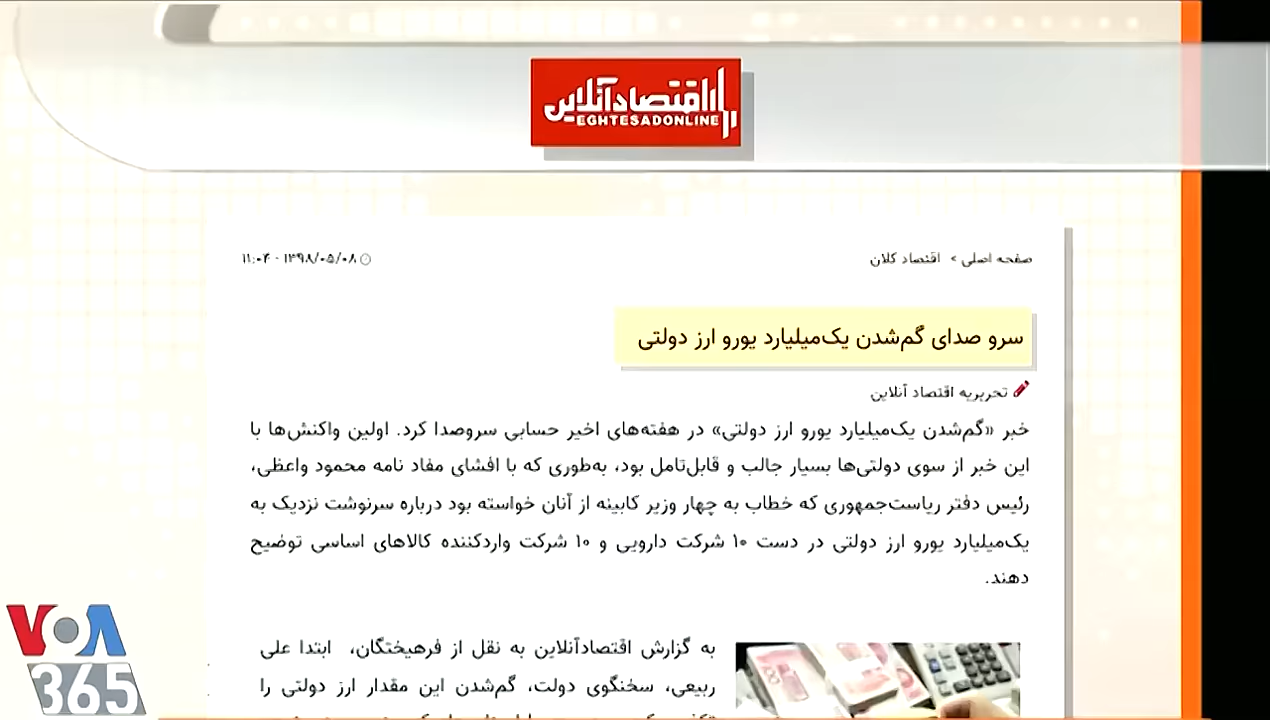 اقتصادآنلاین
EGHTESADONLINE
صفحه اصلی > اقتصاد کلان
۱۳۹۸/۰۵/۰۸ - ۱۱:۰۴
سرو صدای گم‌شدن یک‌میلیارد یورو ارز دولتی
تحریریه اقتصاد آنلاین
خبر «گم‌شدن یک‌میلیارد یورو ارز دولتی» در هفته‌های اخیر حسابی سروصدا کرد. اولین واکنش‌ها با
این خبر از سوی دولتی‌ها بسیار جالب و قابل‌تامل بود، به‌طوری که با افشای مفاد نامه محمود واعظی،
رئیس دفتر ریاست‌جمهوری که خطاب به چهار وزیر کابینه از آنان خواسته بود درباره سرنوشت نزدیک به
یک‌میلیارد یورو ارز دولتی در دست ۱۰ شرکت دارویی و ۱۰ شرکت واردکننده کالاهای اساسی توضیح
دهند.
به گزارش اقتصادآنلاین به نقل از فرهیختگان، ابتدا علی
ربیعی، سخنگوی دولت، گم‌شدن این مقدار ارز دولتی را
VOA
365